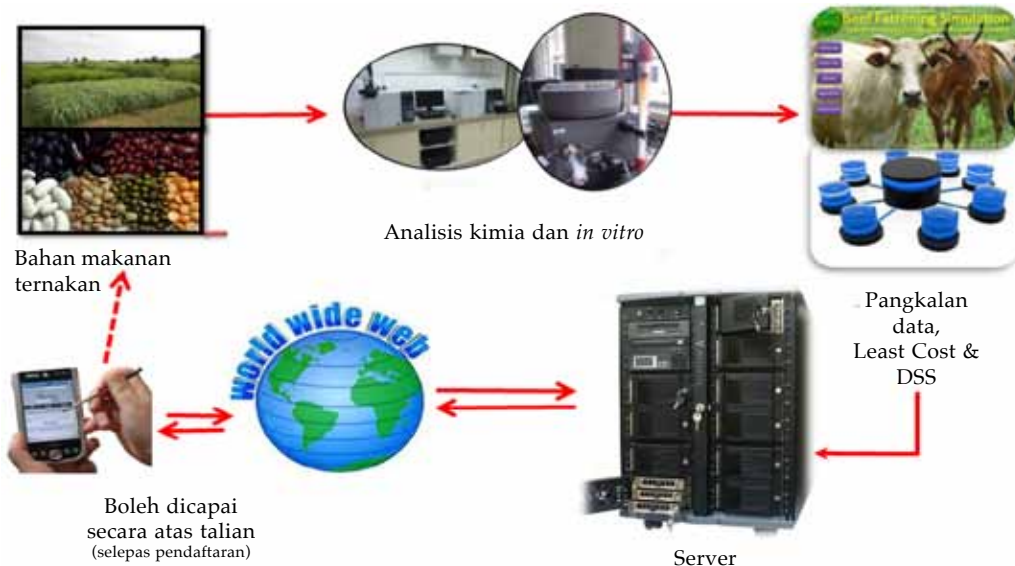 Beef Fattening Simulation
Analisis kimia dan in vitro
Bahan makanan
ternakan
Pangkalan
data,
Least Cost &
DSS
world wide web
Boleh dicapai
secara atas talian
(selepas pendaftaran)
Server